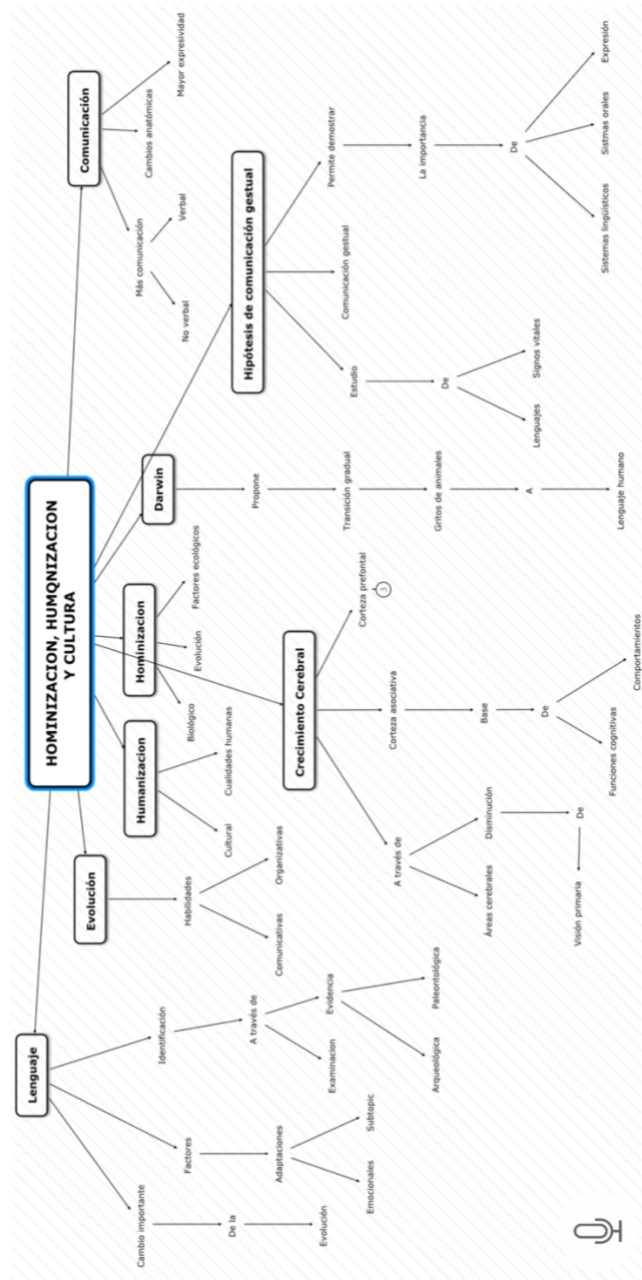 HOMINIZACION, HUMQNIZACION
Y CULTURA
Lenguaje
Cambio importante
De la
Evolución
Factores
Adaptaciones
Emocionales
Subtopic
Identificación
A través de
Examinacion
Evidencia
Arqueológica
Paleontológica
Evolución
Habilidades
Comunicativas
Organizativas
Humanizacion
Cultural
Cualidades humanas
Hominizacion
Biológico
Evolución
Factores ecológicos
Crecimiento Cerebral
A través de
Áreas cerebrales
Disminución
De
Visión primaria
Corteza asociativa
Base
De
Funciones cognitivas
Comportamientos
Corteza prefontal
3
Darwin
Propone
Transición gradual
Gritos de animales
A
Lenguaje humano
Hipótesis de comunicación gestual
Estudio
De
Lenguajes
Signos vitales
Comunicación gestual
Permite demostrar
La importancia
De
Sistemas lingüísticos
Sistmas orales
Expresión
Comunicación
Más comunicación
No verbal
Verbal
Cambios anatómicas
Mayor expresividad